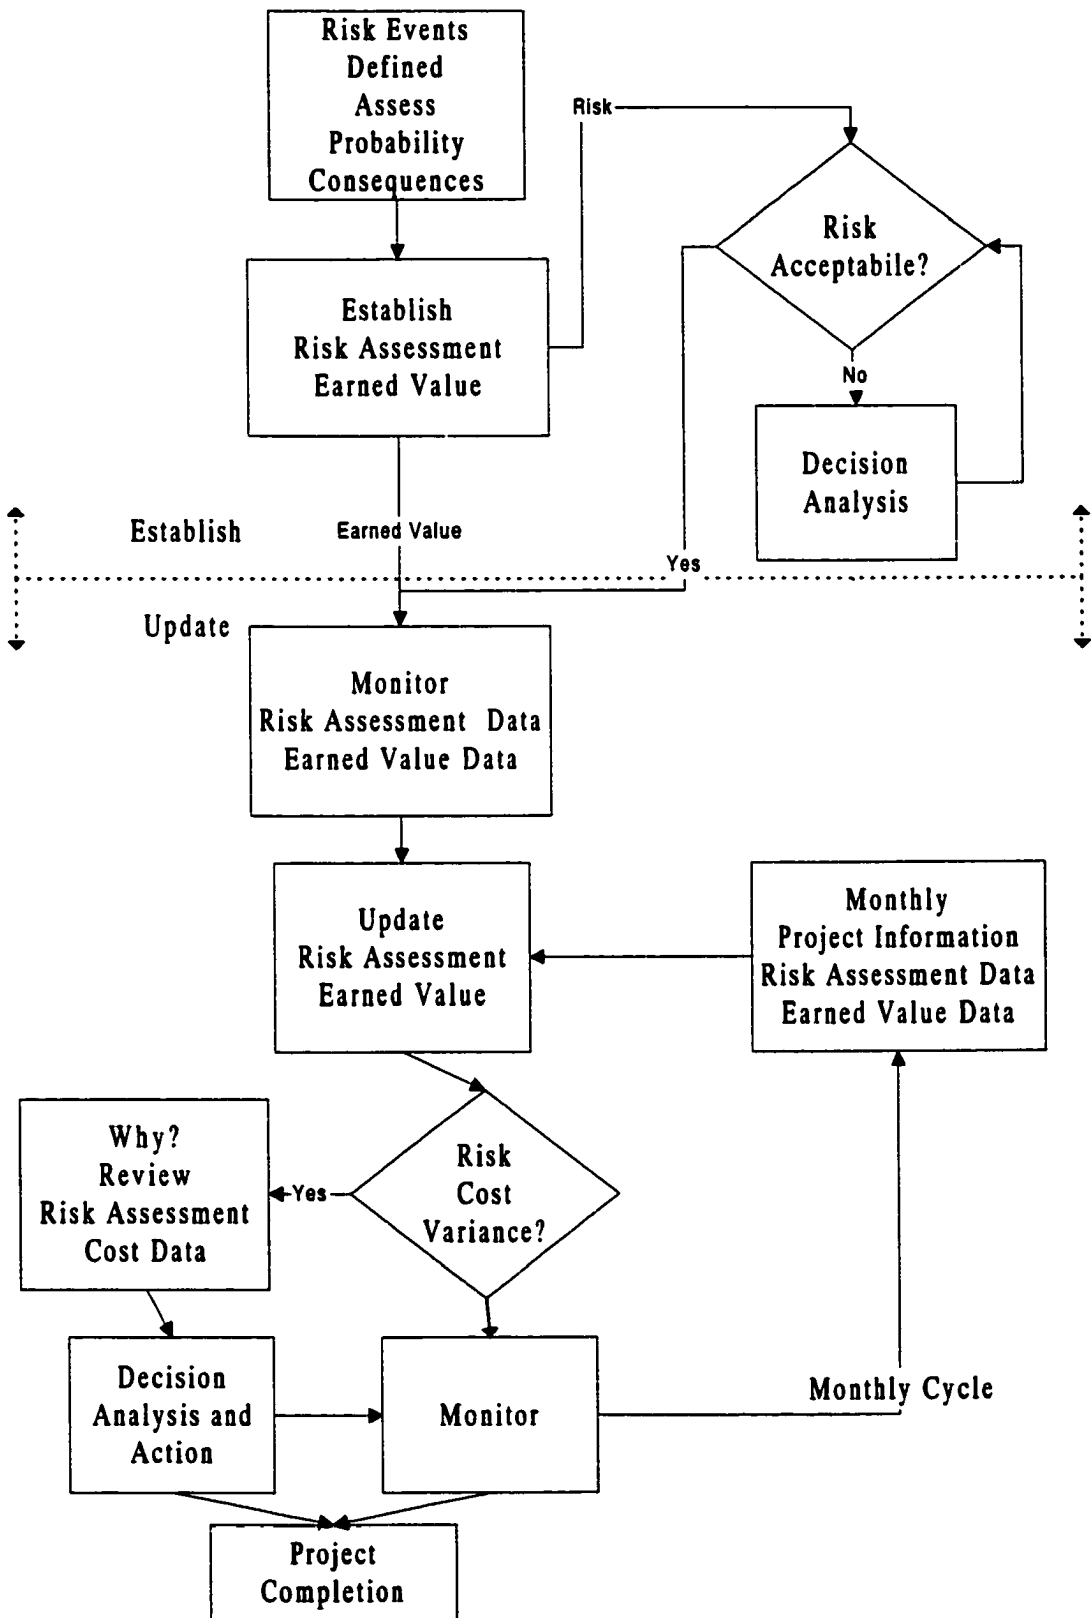 Risk Events
Defined
Assess
Probability
Consequences
Risk
Risk
Acceptabile?
Establish
Risk Assessment
Earned Value
No
Decision
Analysis
Establish
Earned Value
Yes
Update
Monitor
Risk Assessment Data
Earned Value Data
Update
Risk Assessment
Earned Value
Monthly
Project Information
Risk Assessment Data
Earned Value Data
Why?
Review
Risk Assessment
Cost Data
Yes
Risk
Cost
Variance?
Decision
Analysis and
Action
Monitor
Monthly Cycle
Project
Completion